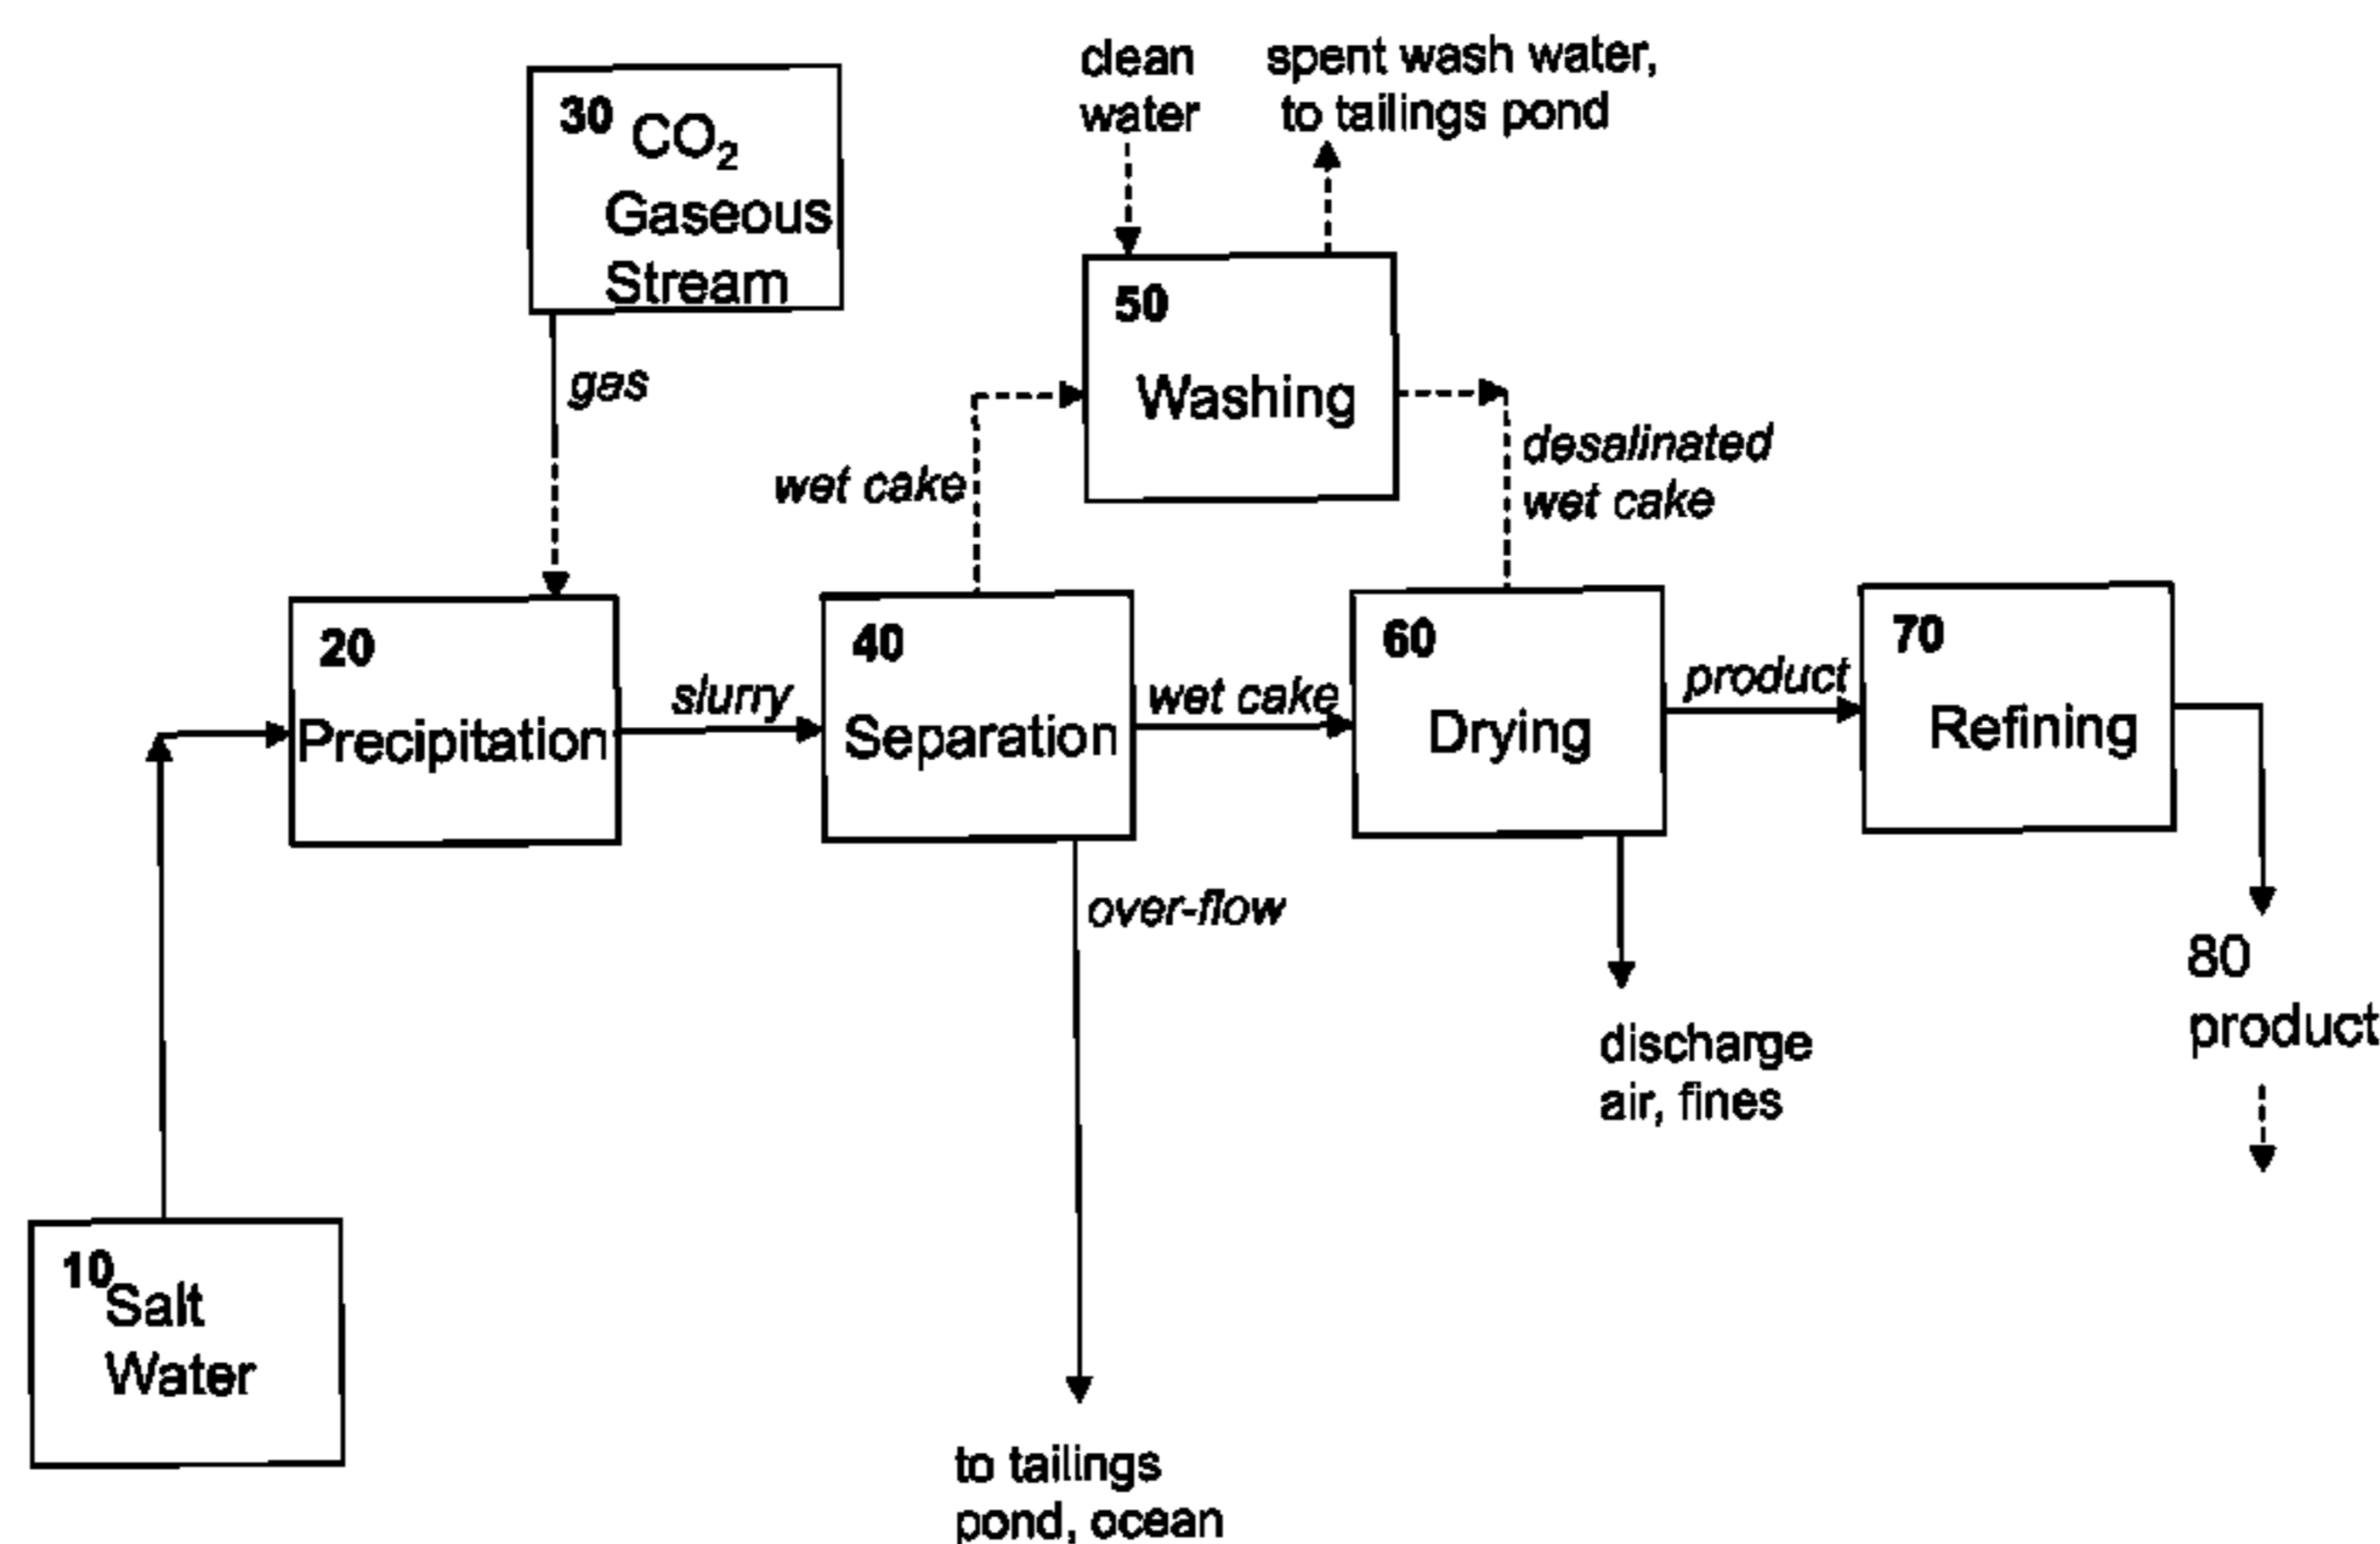 clean
water
spent wash water,
to tailings pond
30
CO₂
Gaseous
Stream
gas
50
Washing
wet cake
desalinated
wet cake
20
Precipitation
slurry
40
Separation
wet cake
60
Drying
product
70
Refining
over-flow
80
product
discharge
air, fines
10
Salt
Water
to tailings
pond, ocean